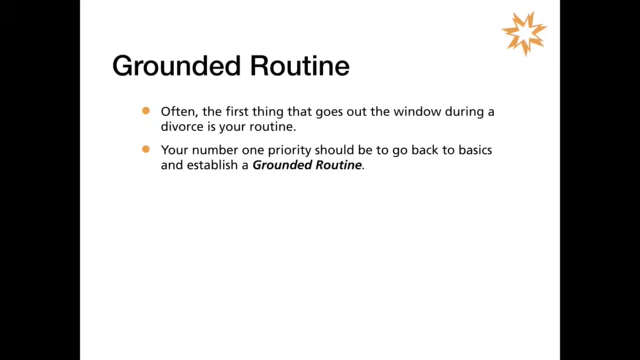 Grounded Routine
Often, the first thing that goes out the window during a
divorce is your routine.
Your number one priority should be to go back to basics
and establish a Grounded Routine.